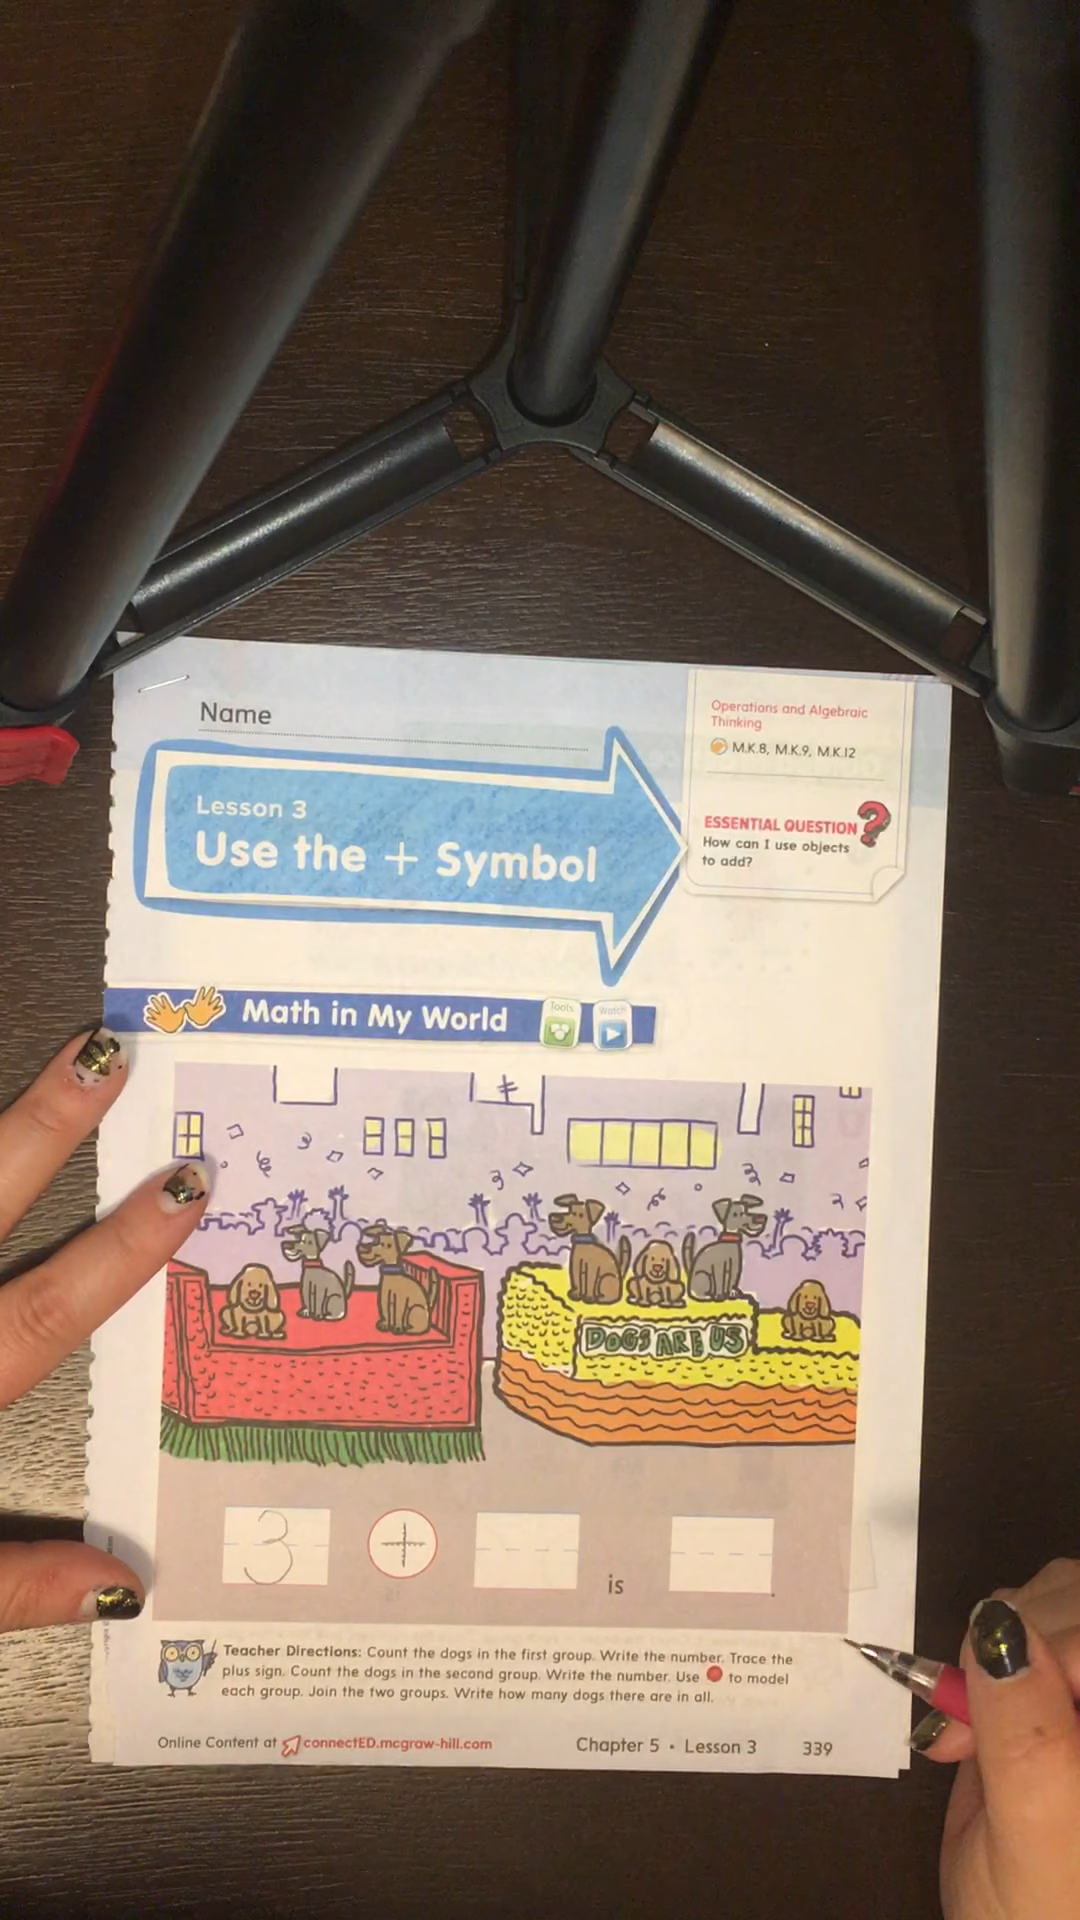 Name
Operations and Algebraic
Thinking
M.K.8, M.K.9, M.K.12
Lesson 3
Use the + Symbol
ESSENTIAL QUESTION ?
How can I use objects
to add?
Math in My World
Tools
Watch
DOGS ARE US
3 + is .
Teacher Directions: Count the dogs in the first group. Write the number. Trace the
plus sign. Count the dogs in the second group. Write the number. Use to model
each group. Join the two groups. Write how many dogs there are in all.
Online Content at connectED.mcgraw-hill.com
Chapter 5 • Lesson 3 339